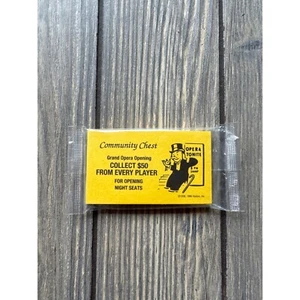 Community Chest
Grand Opera Opening
COLLECT $50
FROM EVERY PLAYER
FOR OPENING
NIGHT SEATS
OPERA
TONITE